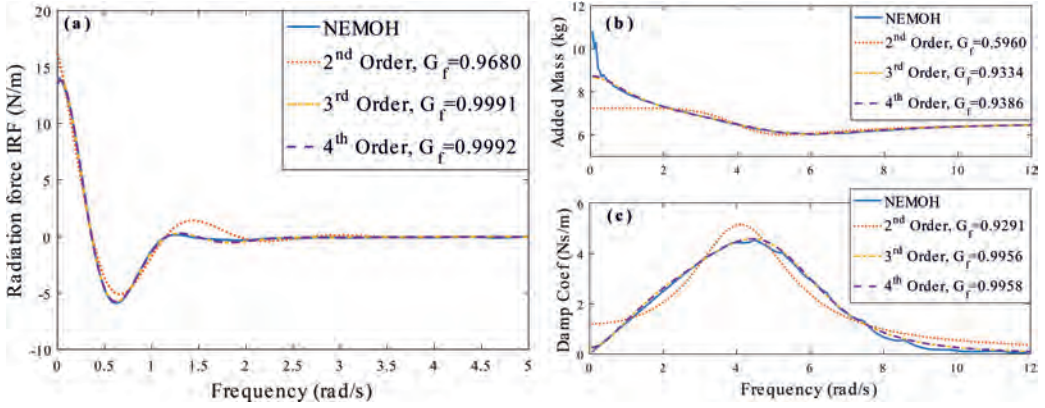 (a)
NEMOH
2nd Order, Gf=0.9680
3rd Order, Gf=0.9991
4th Order, Gf=0.9992
Radiation force IRF (N/m)
20
15
10
5
0
-5
-10
0 0.5 1 1.5 2 2.5 3 3.5 4 4.5 5
Frequency (rad/s)
(b)
NEMOH
2nd Order, Gf=0.5960
3rd Order, Gf=0.9334
4th Order, Gf=0.9386
Added Mass (kg)
12
10
8
6
0 2 4 6 8 10 12
(c)
NEMOH
2nd Order, Gf=0.9291
3rd Order, Gf=0.9956
4th Order, Gf=0.9958
Damp Coef (Ns/m)
6
4
2
0
0 2 4 6 8 10 12
Frequency (rad/s)